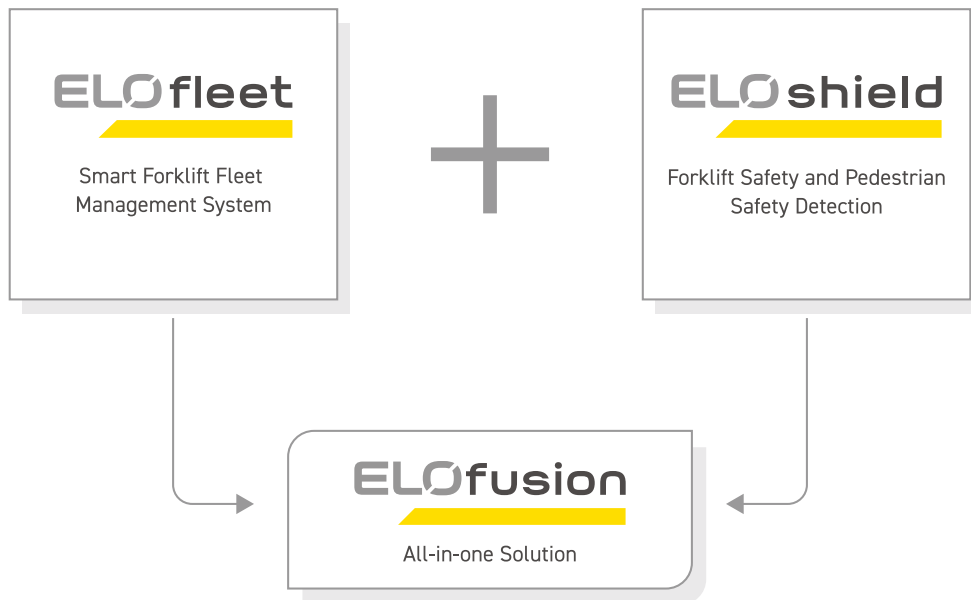 ELOfleet
Smart Forklift Fleet
Management System
ELOshield
Forklift Safety and Pedestrian
Safety Detection
ELOfusion
All-in-one Solution